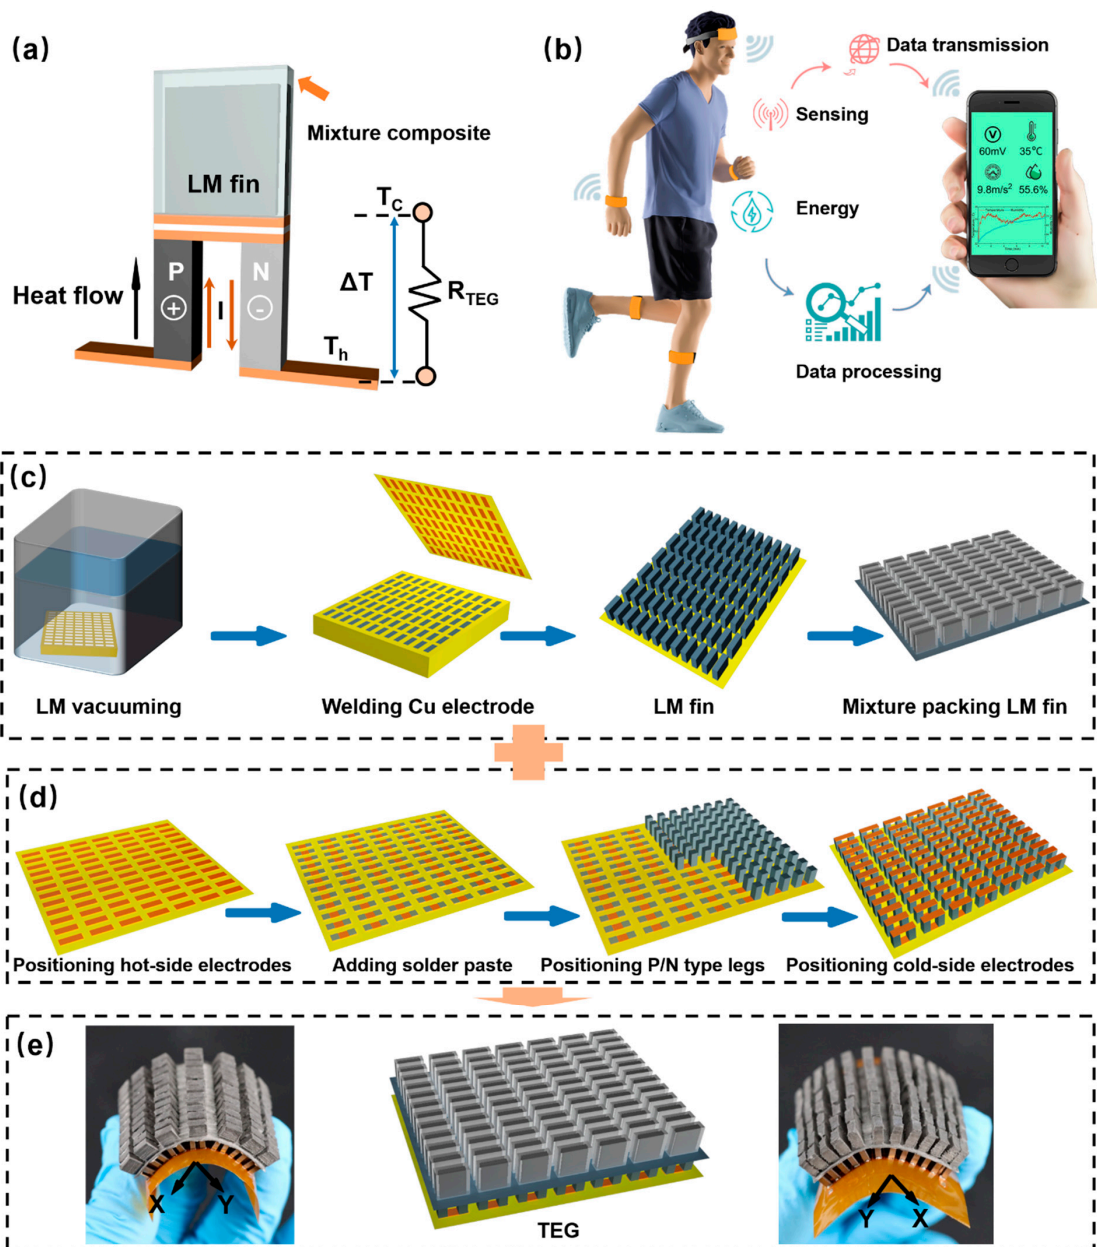 (a)
Mixture composite
LM fin
T_C
P
N
+
-
I
Heat flow
ΔT
R_TEG
T_h
(b)
Data transmission
Sensing
V
60mV
35℃
9.8m/s²
55.6%
Energy
Data processing
(c)
LM vacuuming
Welding Cu electrode
LM fin
Mixture packing LM fin
(d)
Positioning hot-side electrodes
Adding solder paste
Positioning P/N type legs
Positioning cold-side electrodes
(e)
X
Y
TEG
Y
X